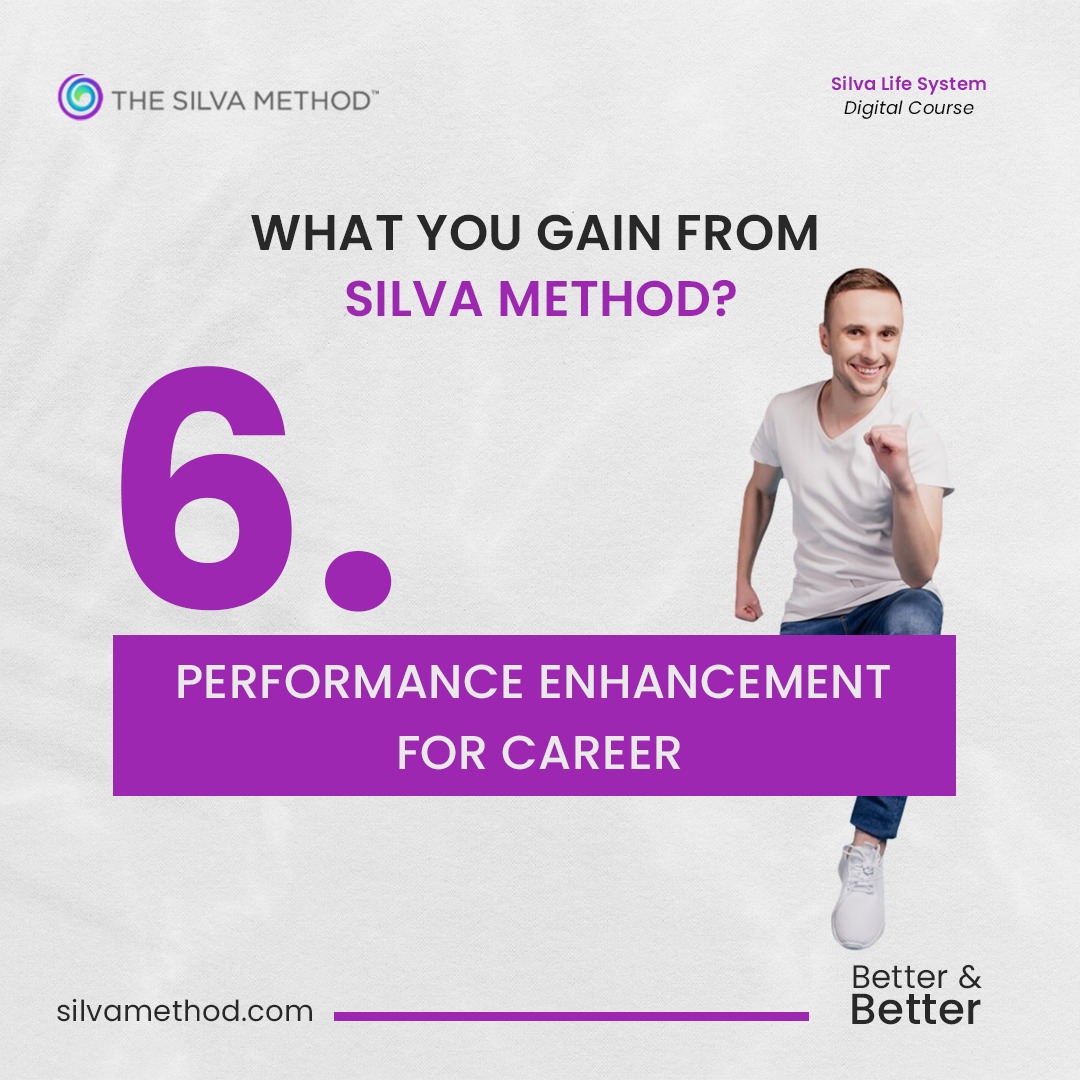 THE SILVA METHOD™
Silva Life System
Digital Course
WHAT YOU GAIN FROM
SILVA METHOD?
6.
PERFORMANCE ENHANCEMENT
FOR CAREER
silvamethod.com
Better &
Better